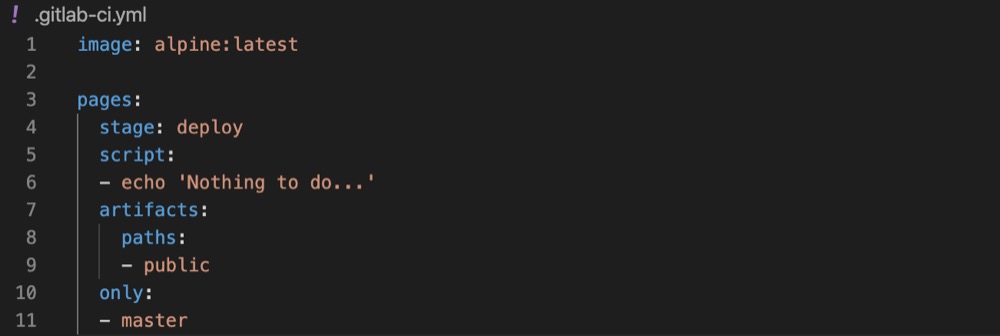 ! .gitlab-ci.yml
1 image: alpine:latest
2
3 pages:
4   stage: deploy
5   script:
6   - echo 'Nothing to do...'
7   artifacts:
8     paths:
9     - public
10   only:
11   - master